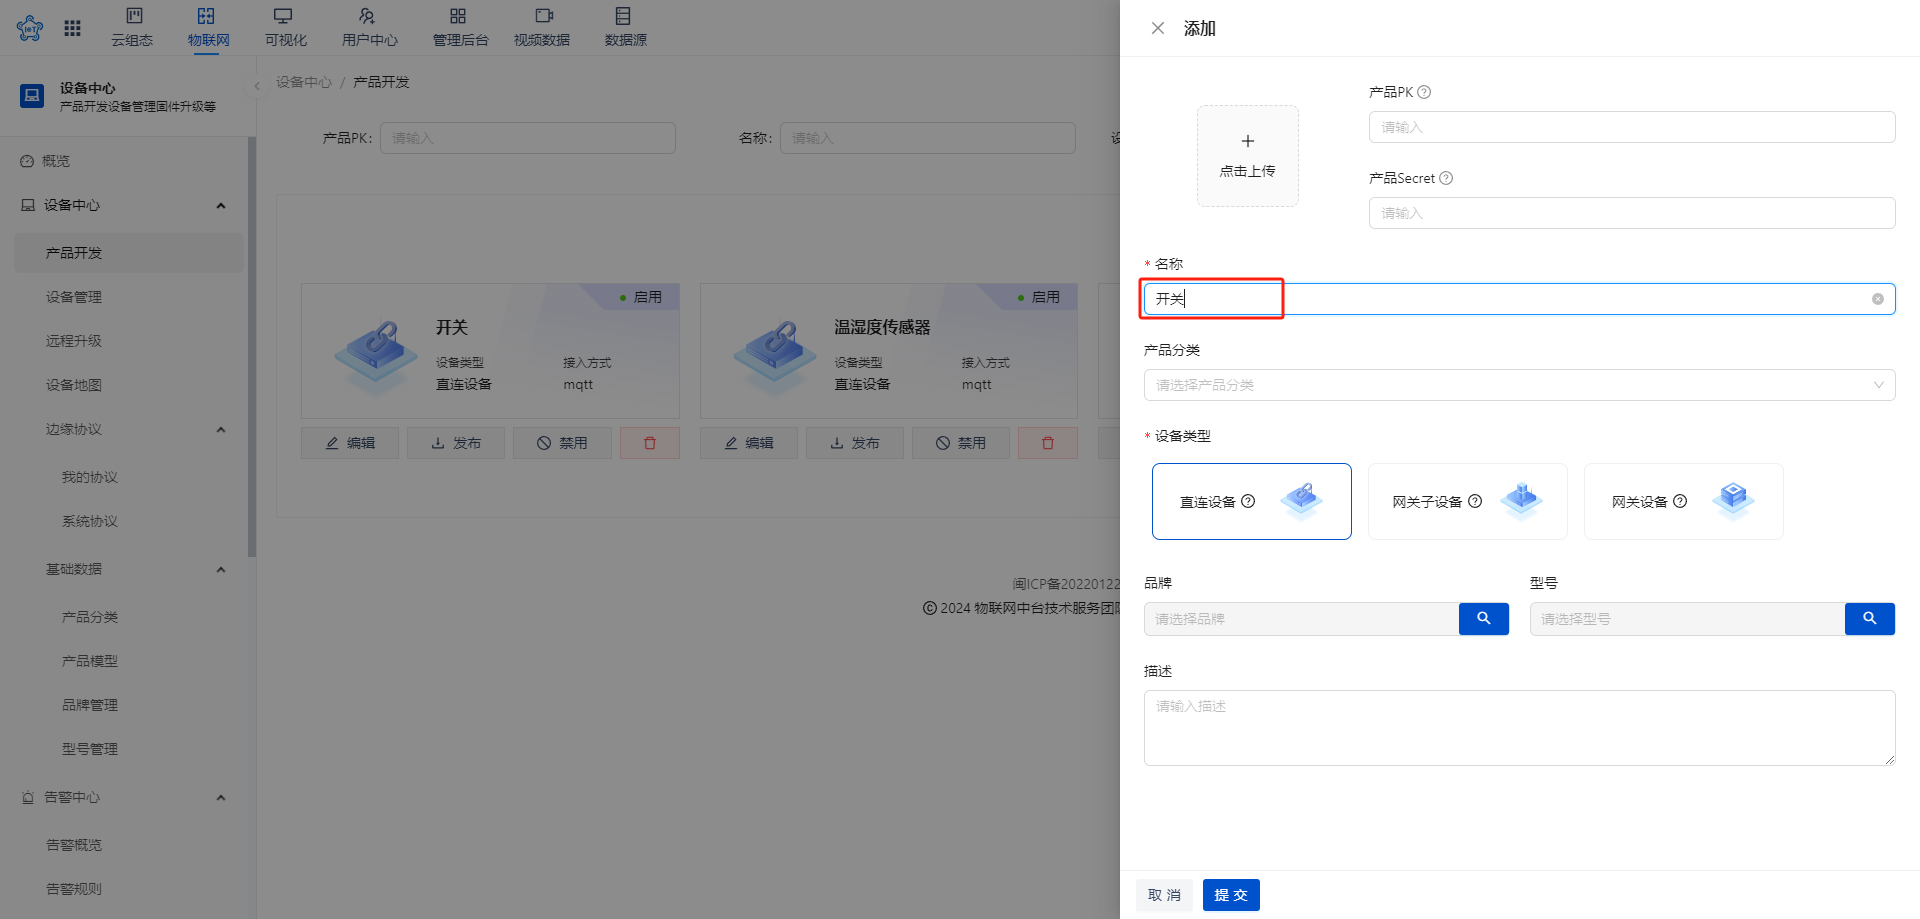 云组态
物联网
可视化
用户中心
管理后台
视频数据
数据源
设备中心
产品开发设备管理固件升级等
概览
设备中心
产品开发
设备管理
远程升级
设备地图
边缘协议
我的协议
系统协议
基础数据
产品分类
产品模型
品牌管理
型号管理
告警中心
告警概览
告警规则
设备中心 / 产品开发
产品PK: 请输入
名称: 请输入
启用
开关
设备类型 接入方式
直连设备 mqtt
编辑 发布 禁用
启用
温湿度传感器
设备类型 接入方式
直连设备 mqtt
编辑 发布 禁用
闽ICP备20220122
© 2024 物联网中台技术服务团
添加
点击上传
产品PK
请输入
产品Secret
请输入
* 名称
开关
产品分类
请选择产品分类
* 设备类型
直连设备 网关子设备 网关设备
品牌 型号
请选择品牌 请选择型号
描述
请输入描述
取 消 提 交